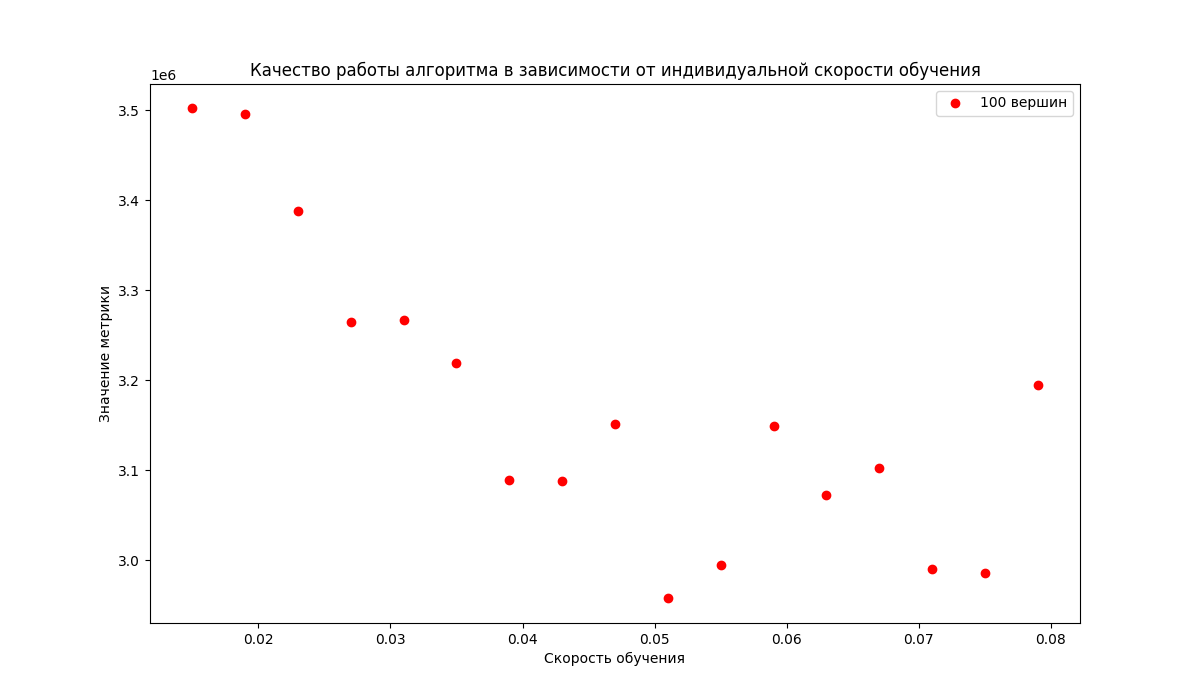 Качество работы алгоритма в зависимости от индивидуальной скорости обучения
1e6
100 вершин
3.5
3.4
3.3
3.2
3.1
3.0
Значение метрики
0.02 0.03 0.04 0.05 0.06 0.07 0.08
Скорость обучения